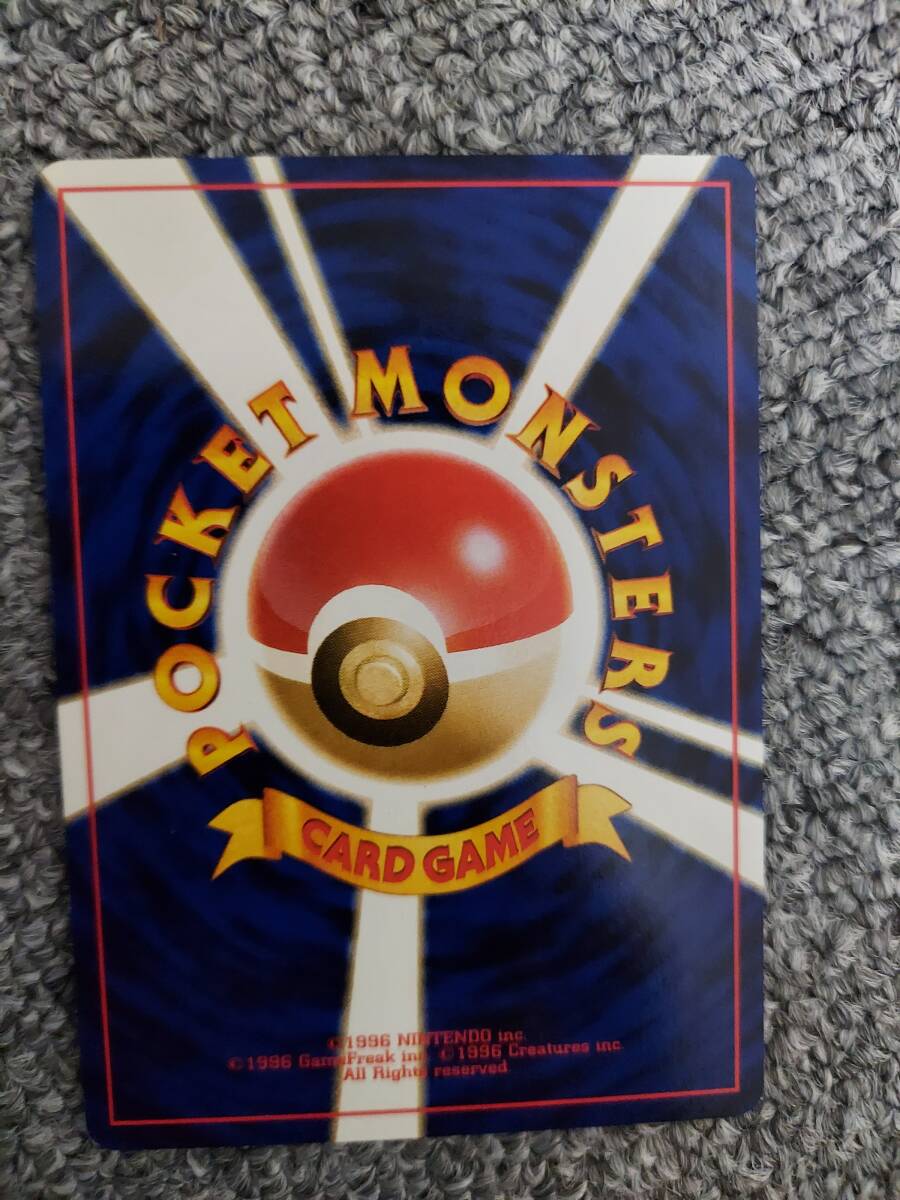 POCKET MONSTERS
CARD GAME
©1996 NINTENDO inc.
©1996 GameFreak inc. ©1996 Creatures inc.
All Rights reserved